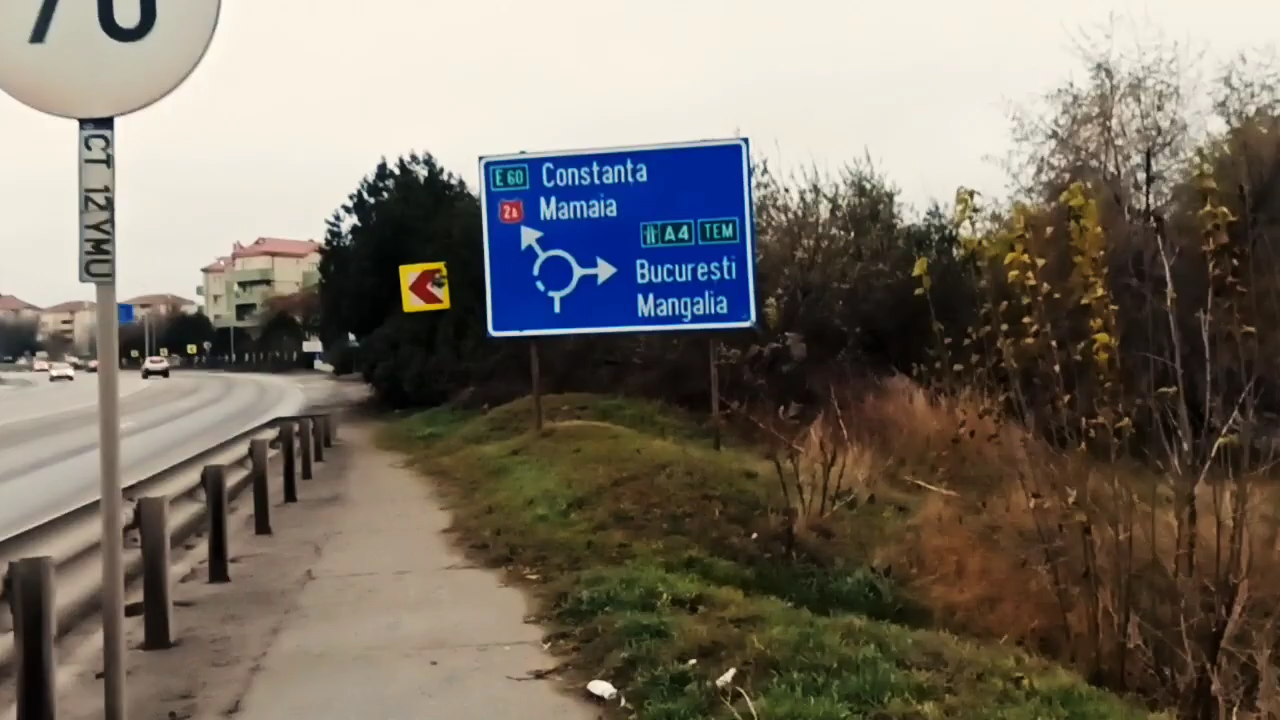 70
CT 12 YMU
E 60 Constanta
2A Mamaia
A4 TEM
Bucuresti
Mangalia